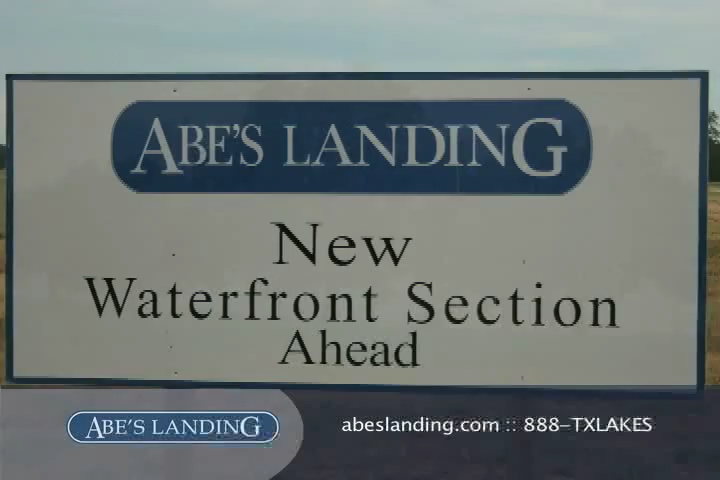 ABE'S LANDING
New
Waterfront Section
Ahead
ABE'S LANDING
abeslanding.com :: 888-TXLAKES